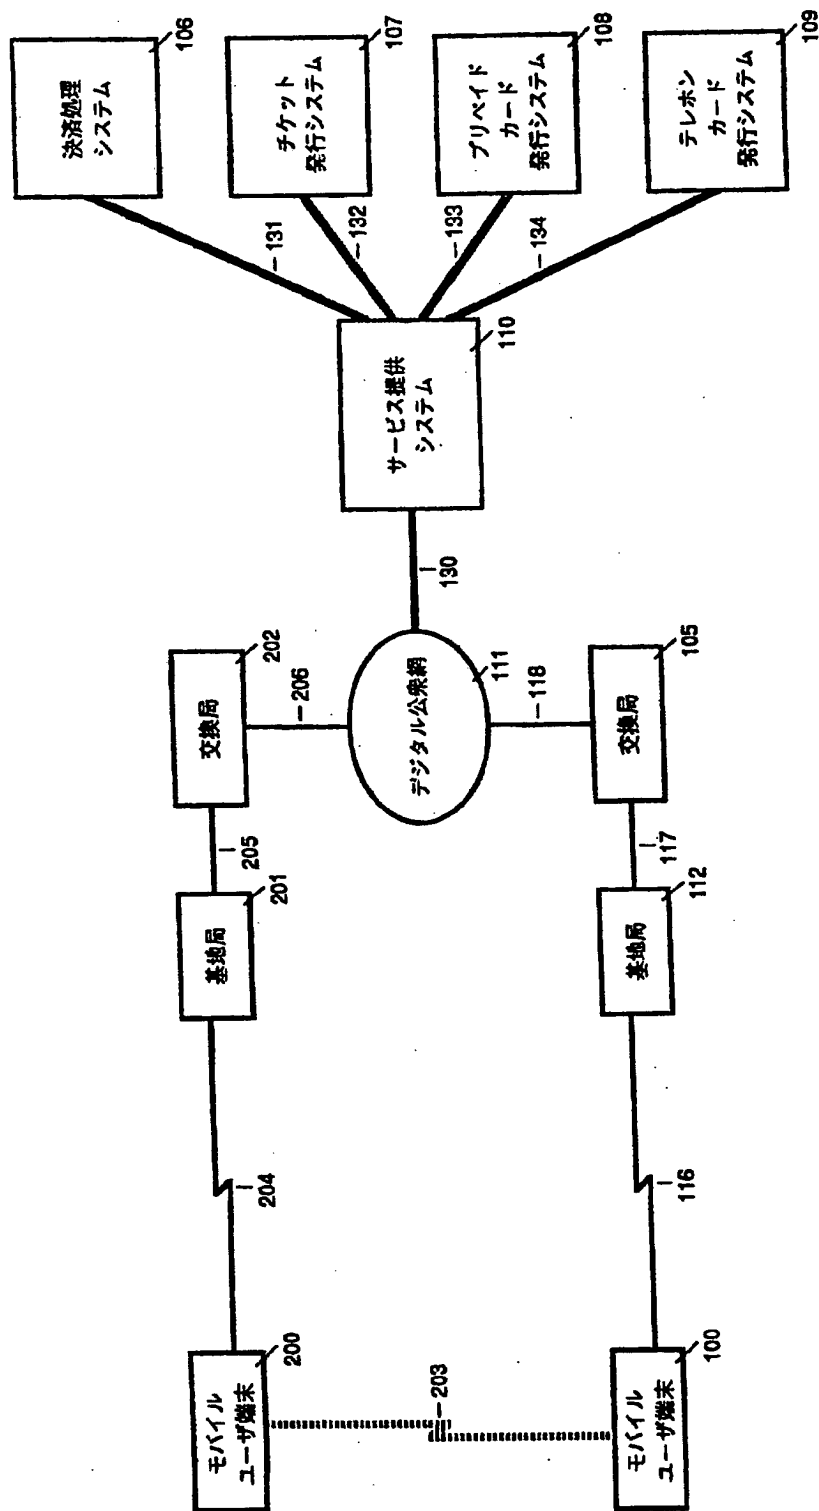 決済処理
システム
106
チケット
発行システム
107
プリペイド
カード
発行システム
108
テレホン
カード
発行システム
109
131
132
133
134
サービス提供
システム
110
130
交換局
202
206
デジタル公衆網
111
118
交換局
105
205
基地局
201
117
基地局
112
204
116
モバイル
ユーザ端末
200
203
モバイル
ユーザ端末
100